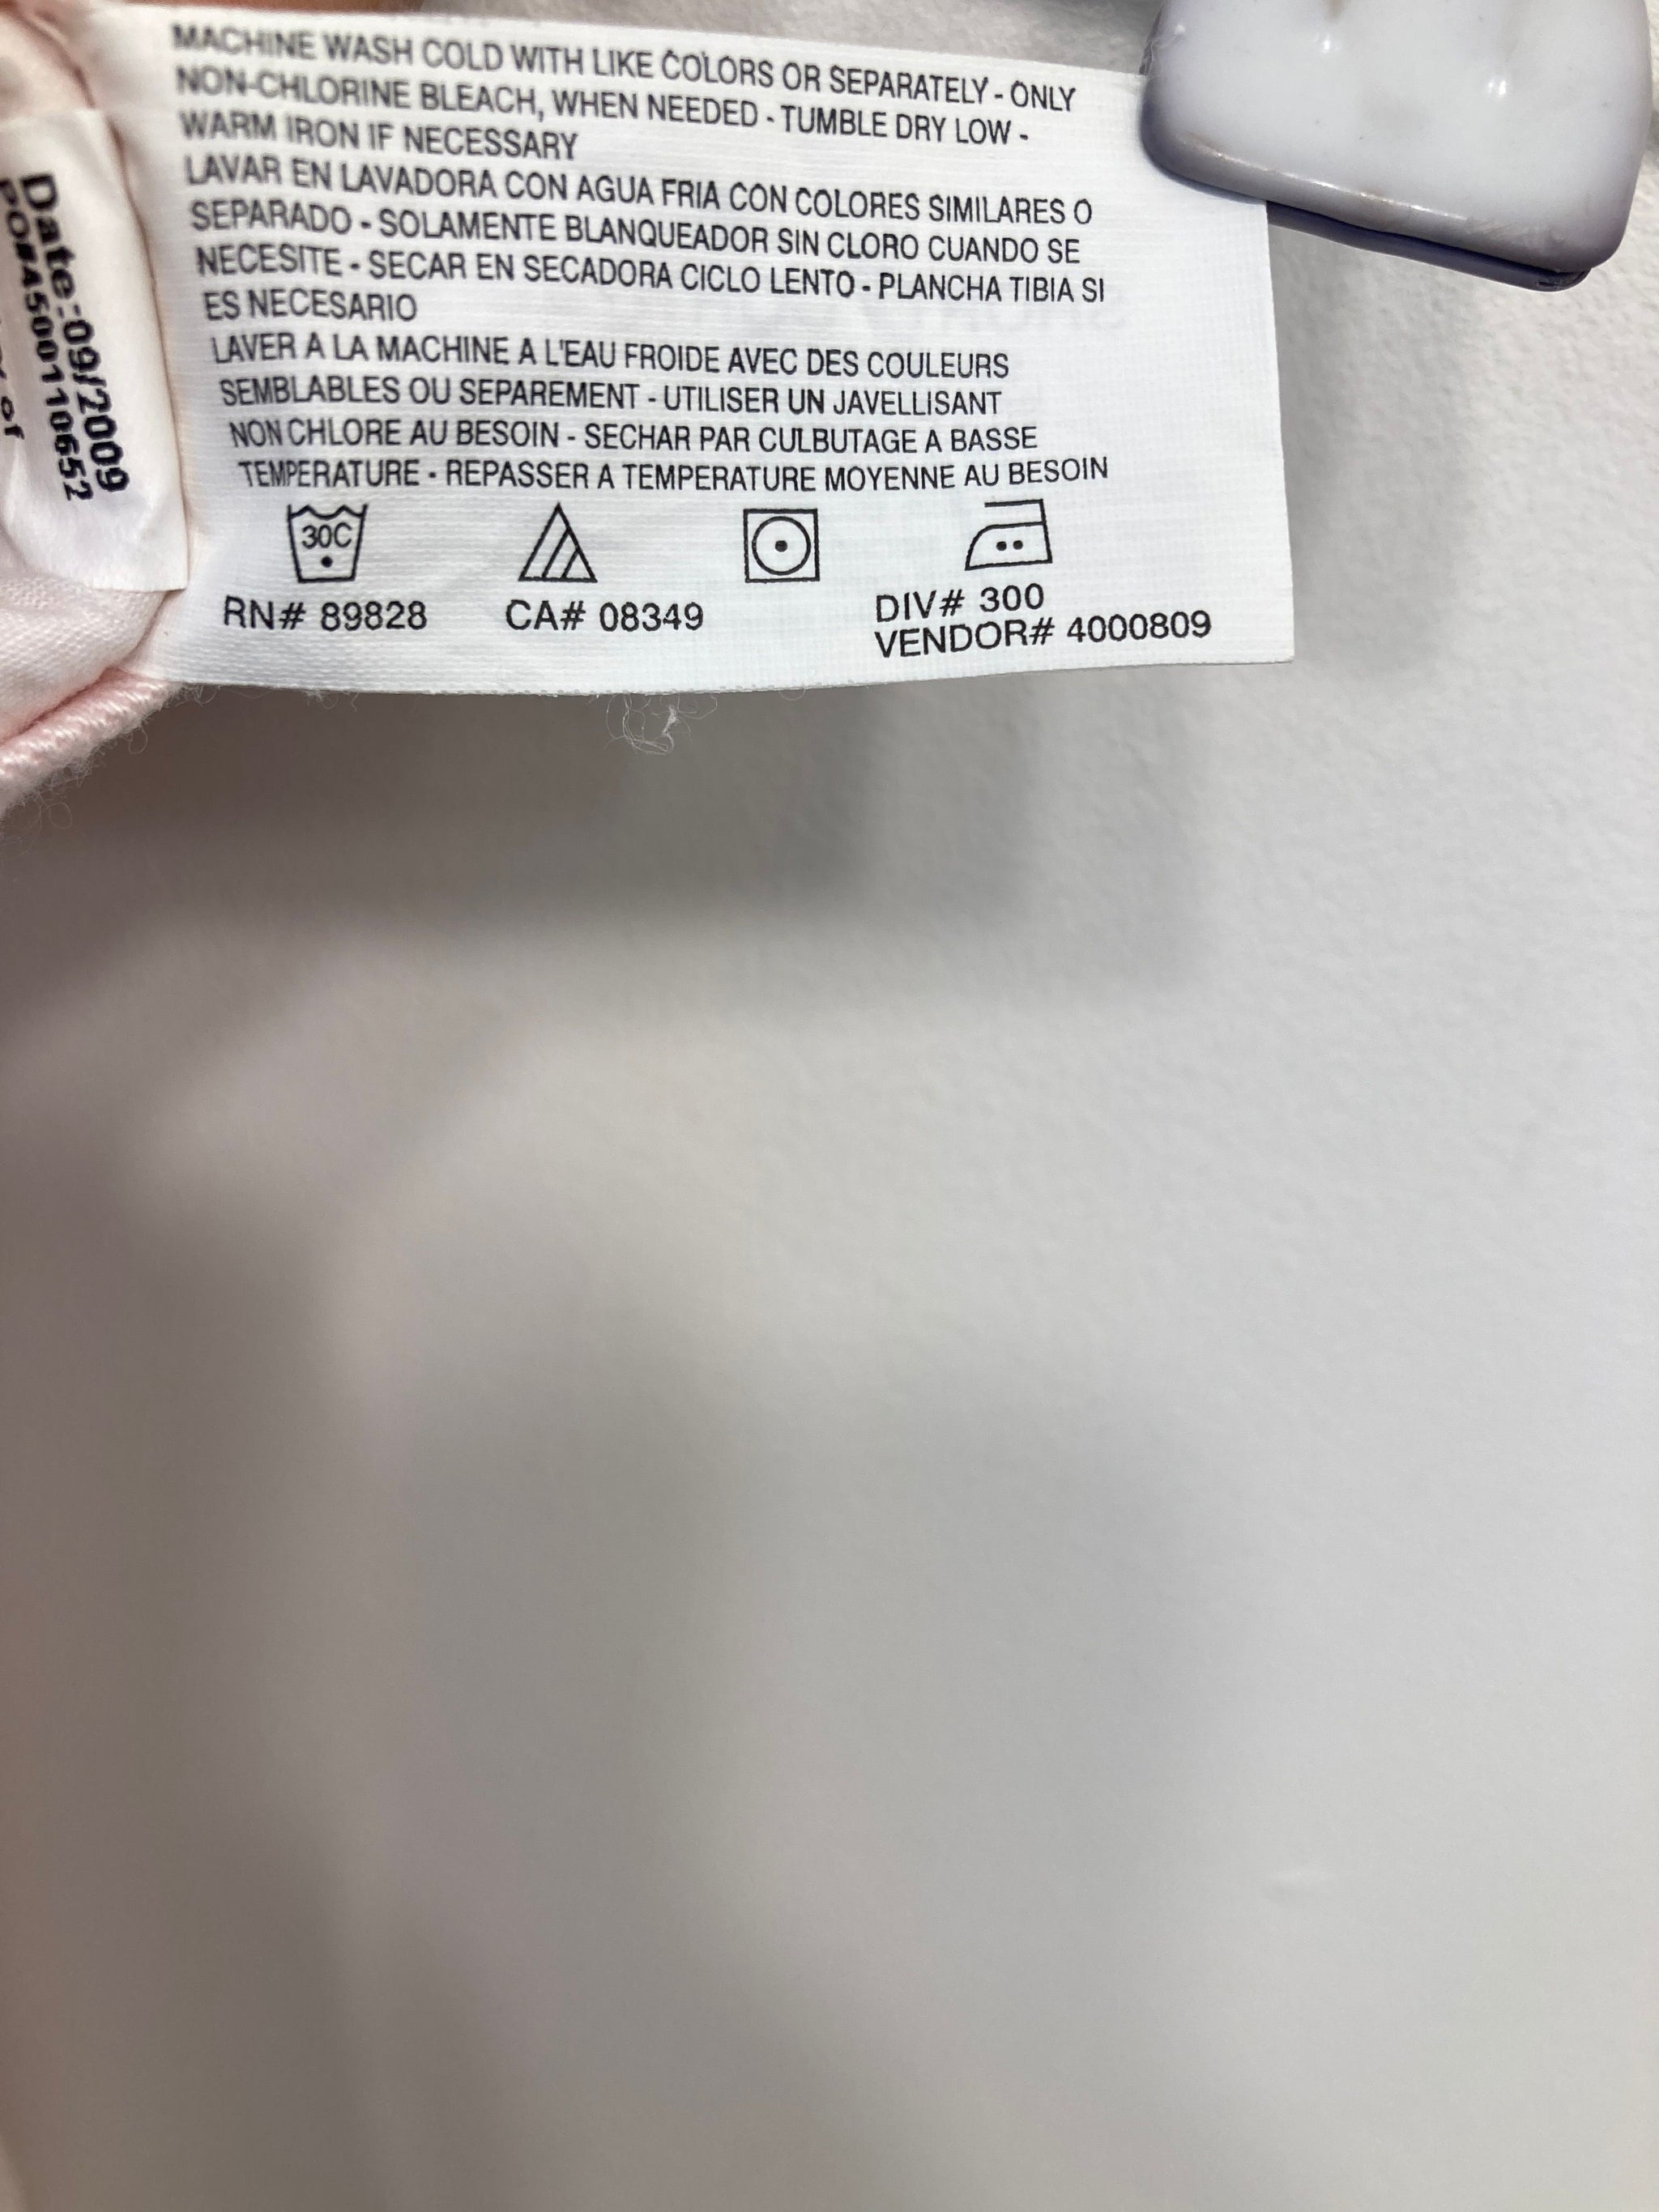 MACHINE WASH COLD WITH LIKE COLORS OR SEPARATELY - ONLY
NON-CHLORINE BLEACH, WHEN NEEDED - TUMBLE DRY LOW -
WARM IRON IF NECESSARY
LAVAR EN LAVADORA CON AGUA FRIA CON COLORES SIMILARES O
SEPARADO - SOLAMENTE BLANQUEADOR SIN CLORO CUANDO SE
NECESITE - SECAR EN SECADORA CICLO LENTO - PLANCHA TIBIA SI
ES NECESARIO
LAVER A LA MACHINE A L'EAU FROIDE AVEC DES COULEURS
SEMBLABLES OU SEPAREMENT - UTILISER UN JAVELLISANT
NON CHLORE AU BESOIN - SECHAR PAR CULBUTAGE A BASSE
TEMPERATURE - REPASSER A TEMPERATURE MOYENNE AU BESOIN
30C
RN# 89828 CA# 08349 DIV# 300
VENDOR# 4000809
Date:09/2009
PO#4500110652
of